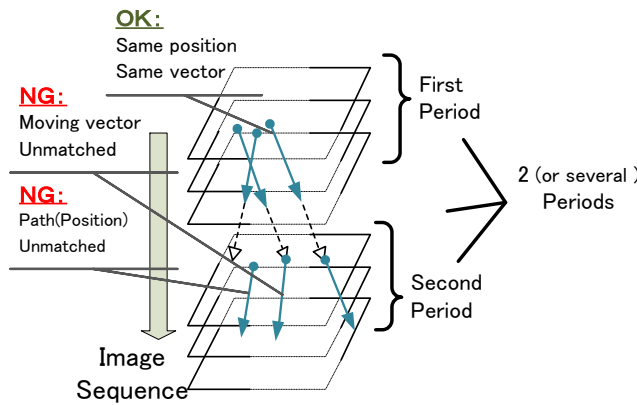 OK:
Same position
Same vector
NG:
Moving vector
Unmatched
NG:
Path(Position)
Unmatched
First
Period
2 (or several )
Periods
Second
Period
Image
Sequence